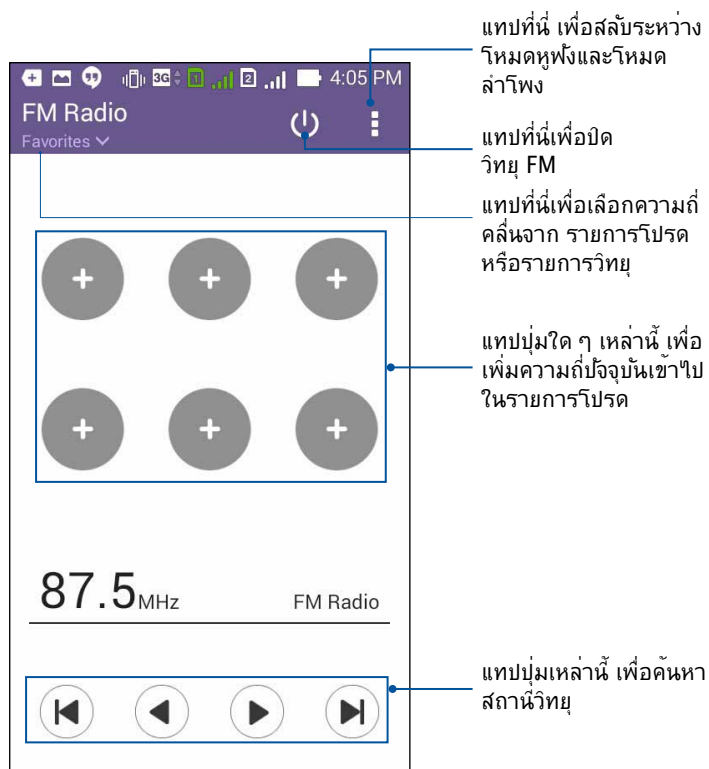 แทปที่นี่ เพื่อสลับระหว่าง
โหมดหูฟังและโหมด
ลำโพง
3G 1 2 4:05 PM
FM Radio
Favorites
แทปที่นี่เพื่อปิด
วิทยุ FM
แทปที่นี่เพื่อเลือกความถี่
คลื่นจาก รายการโปรด
หรือรายการวิทยุ
แทปปุ่มใด ๆ เหล่านี้ เพื่อ
เพิ่มความถี่ปัจจุบันเข้าไป
ในรายการโปรด
87.5MHz FM Radio
แทปปุ่มเหล่านี้ เพื่อค้นหา
สถานีวิทยุ